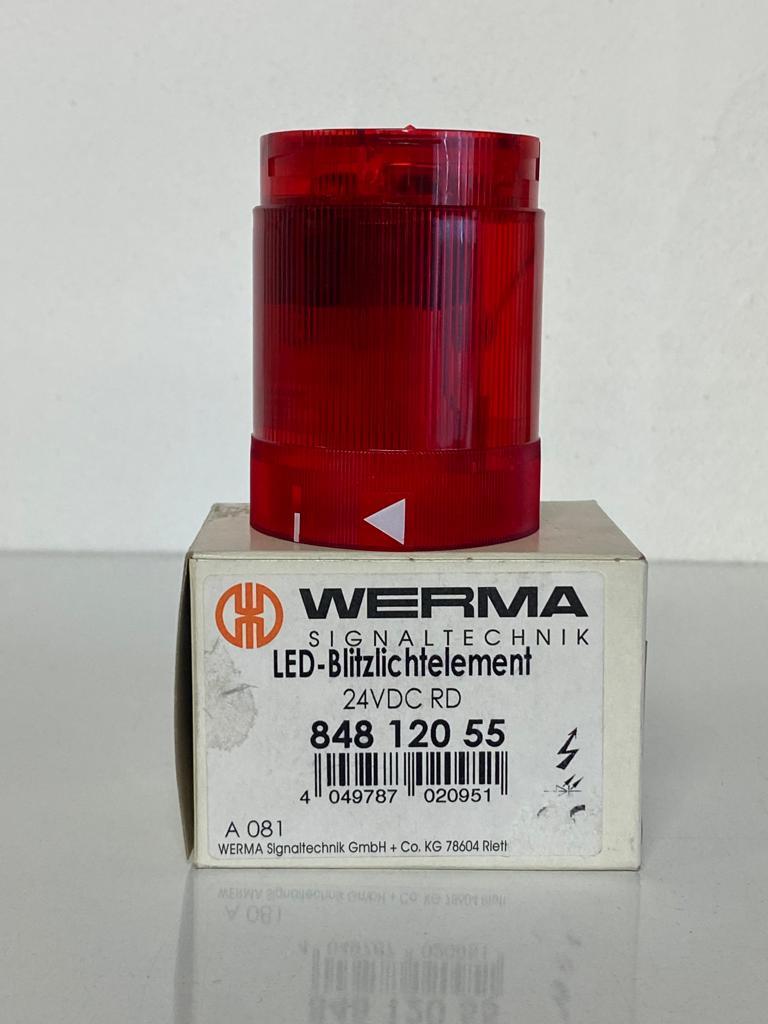 WERMA
SIGNALTECHNIK
LED-Blitzlichtelement
24VDC RD
848 120 55
4 049787 020951
A 081
WERMA Signaltechnik GmbH + Co. KG 78604 Riett